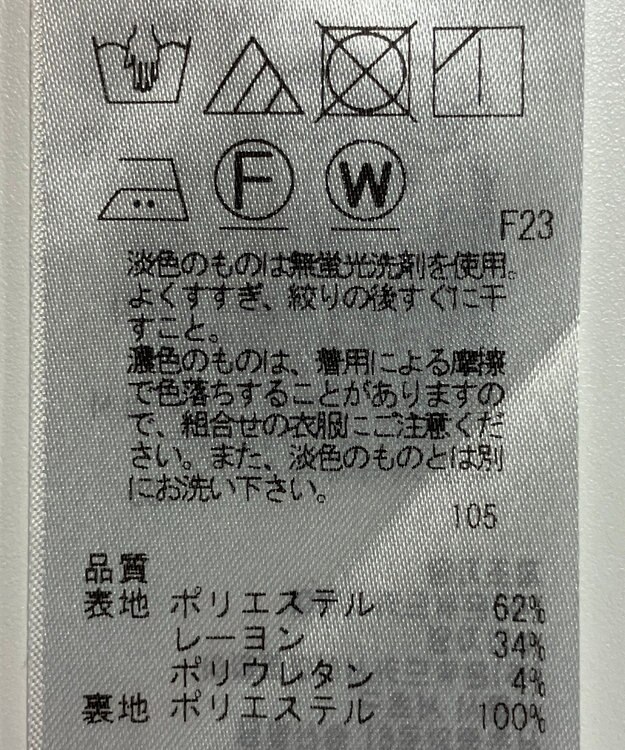 F W
F23
淡色のものは無蛍光洗剤を使用。
よくすすぎ、絞りの後すぐに干
すこと。
濃色のものは、着用による摩擦
で色落ちすることがありますの
で、組合せの衣服にご注意くだ
さい。また、淡色のものとは別
にお洗い下さい。
105
品質
表地 ポリエステル 62%
レーヨン 34%
ポリウレタン 4%
裏地 ポリエステル 100%